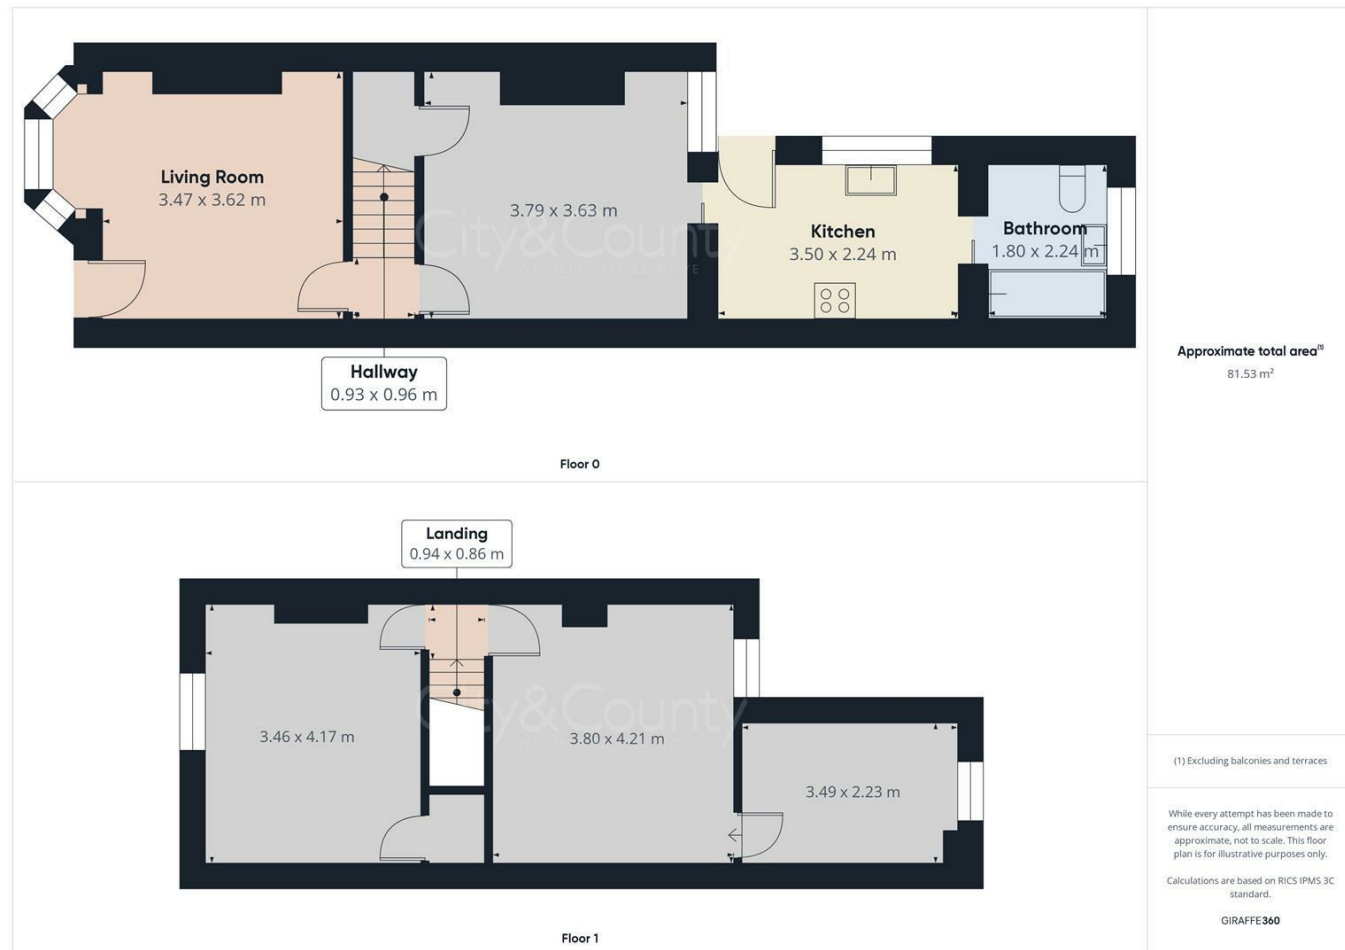 Living Room
3.47 x 3.62 m
3.79 x 3.63 m
City&County
Kitchen
3.50 x 2.24 m
Bathroom
1.80 x 2.24 m
Hallway
0.93 x 0.96 m
Floor 0
Approximate total area(1)
81.53 m²
Landing
0.94 x 0.86 m
3.46 x 4.17 m
City&County
3.80 x 4.21 m
3.49 x 2.23 m
Floor 1
(1) Excluding balconies and terraces
While every attempt has been made to
ensure accuracy, all measurements are
approximate, not to scale. This floor
plan is for illustrative purposes only.
Calculations are based on RICS IPMS 3C
standard.
GIRAFFE360